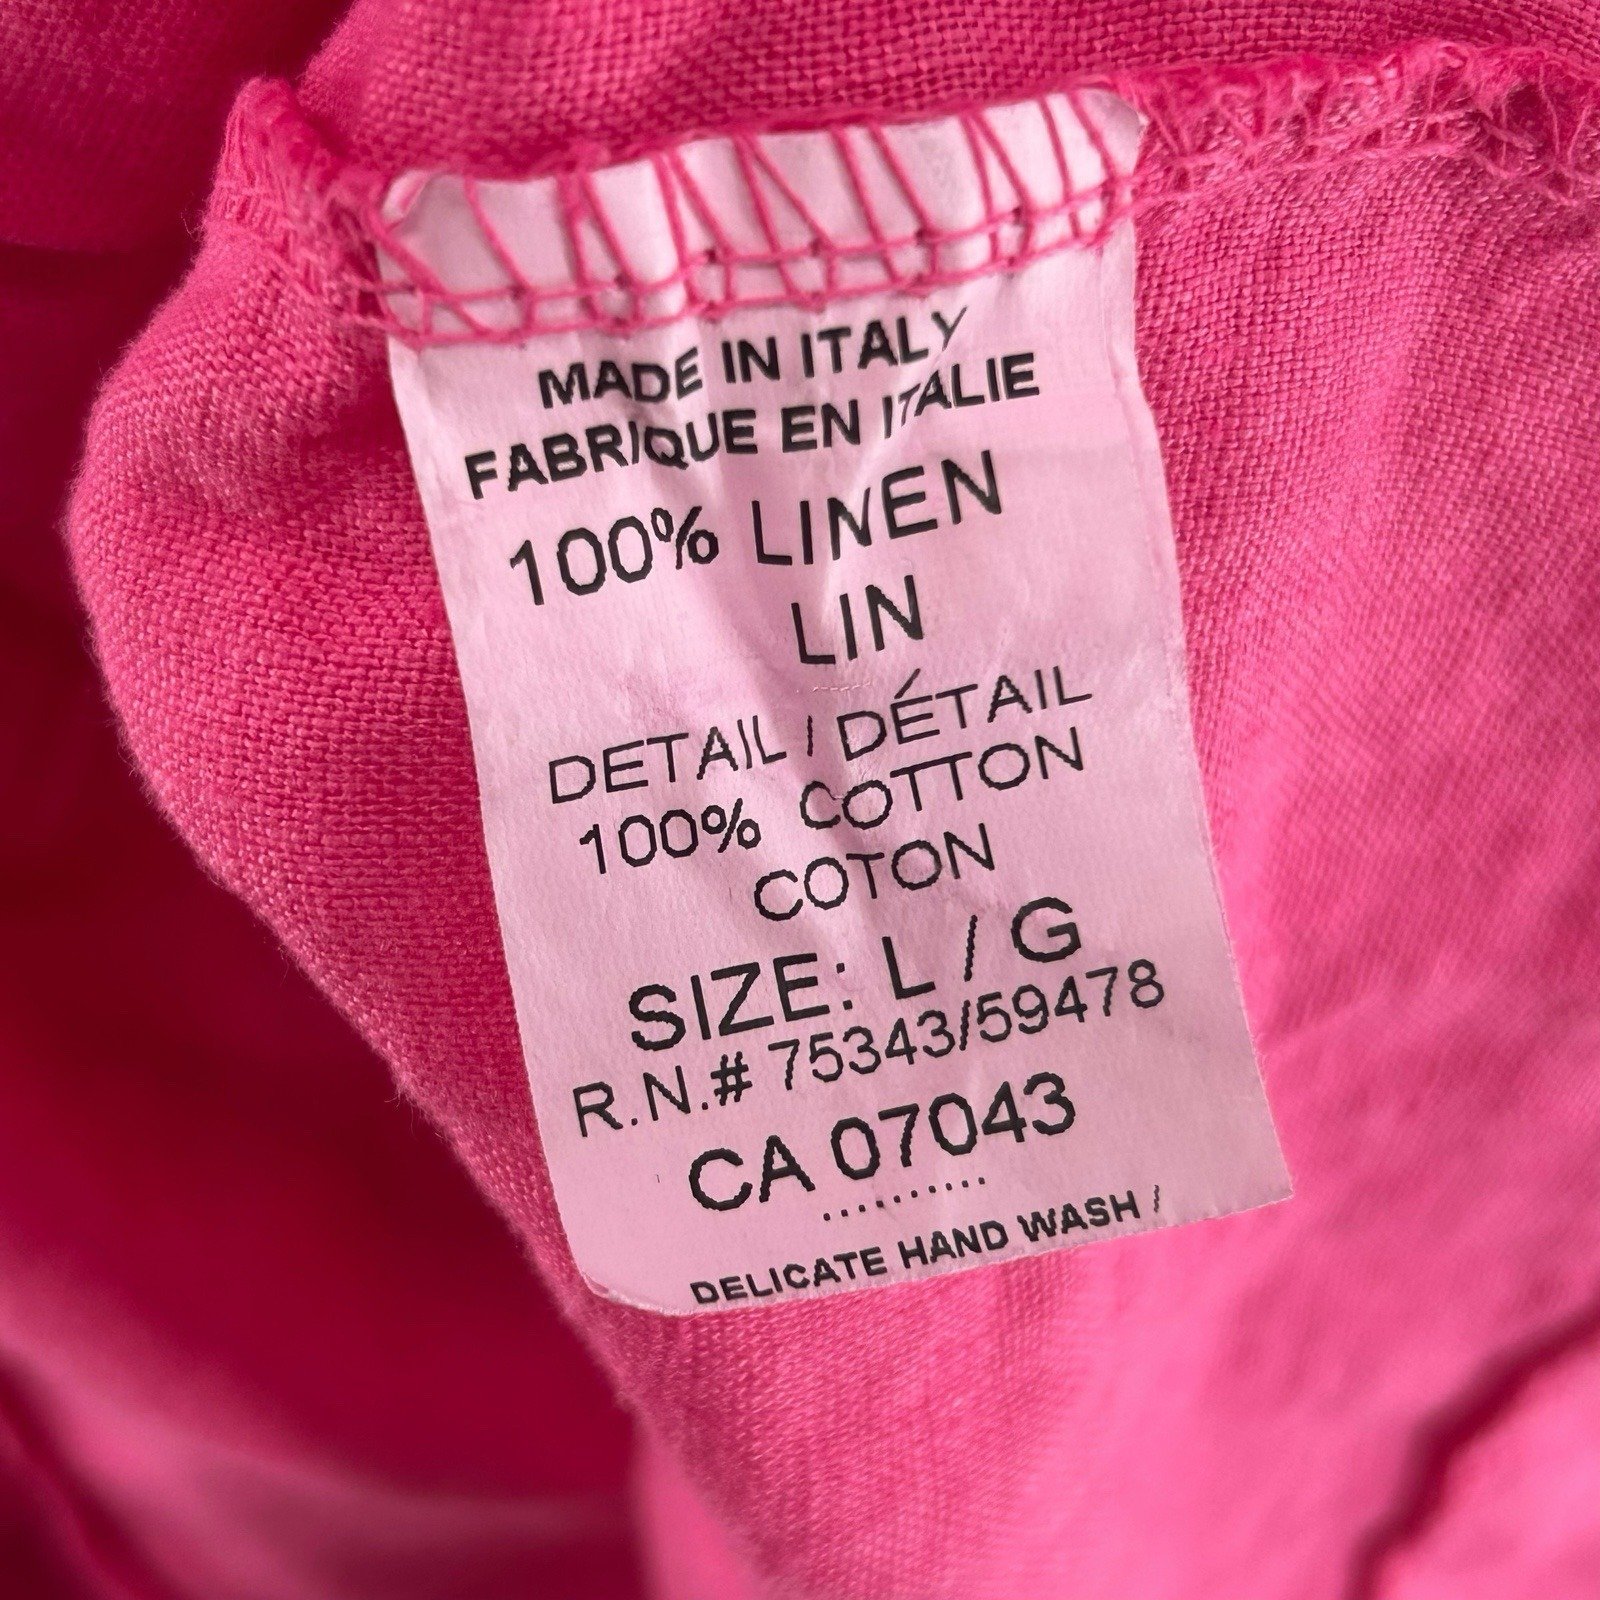 MADE IN ITALY
FABRIQUE EN ITALIE
100% LINEN
LIN
DETAIL / DÉTAIL
100% COTTON
COTON
SIZE: L / G
R.N.# 75343/59478
CA 07043
..........
DELICATE HAND WASH /